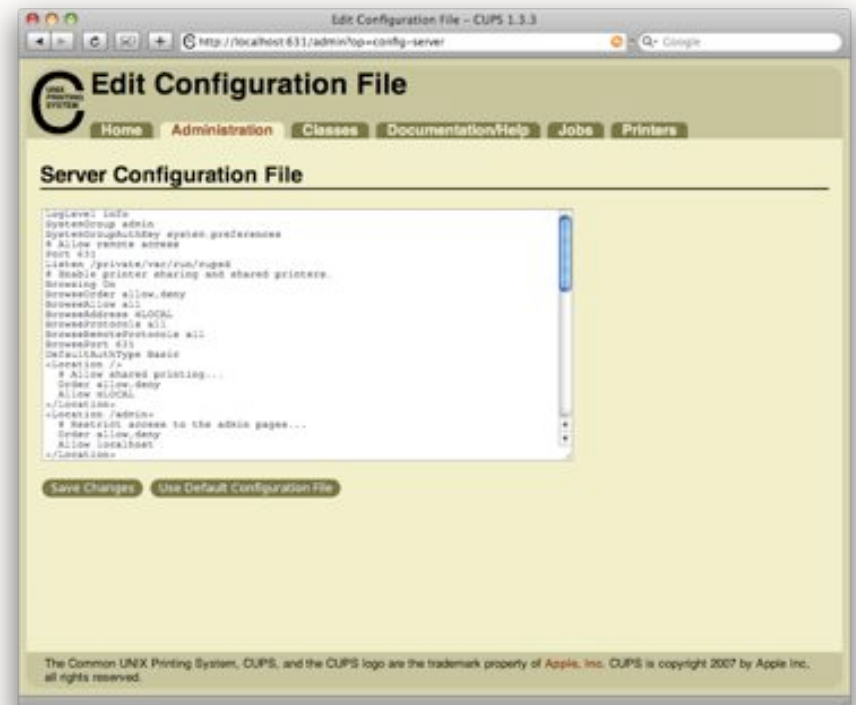 Edit Configuration File – CUPS 1.3.3
http://localhost:631/admin?op=config-server
Google
UNIX
PRINTING
SYSTEM
Edit Configuration File
Home Administration Classes Documentation/Help Jobs Printers
Server Configuration File
LogLevel info
SystemGroup admin
SystemGroupAuthKey system.preferences
# Allow remote access
Port 631
Listen /private/var/run/cupsd
# Enable printer sharing and shared printers.
Browsing On
BrowseOrder allow,deny
BrowseAllow all
BrowseAddress @LOCAL
BrowseProtocols all
BrowseRemoteProtocols all
BrowsePort 631
DefaultAuthType Basic
<Location />
# Allow shared printing...
Order allow,deny
Allow @LOCAL
</Location>
<Location /admin>
# Restrict access to the admin pages...
Order allow,deny
Allow localhost
</Location>
Save Changes Use Default Configuration File
The Common UNIX Printing System, CUPS, and the CUPS logo are the trademark property of Apple, Inc. CUPS is copyright 2007 by Apple Inc,
all rights reserved.